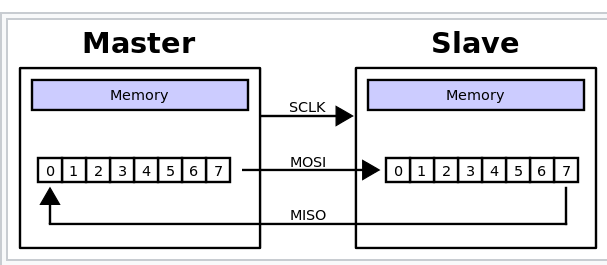 Master Slave
Memory Memory
SCLK
MOSI
0 1 2 3 4 5 6 7 0 1 2 3 4 5 6 7
MISO